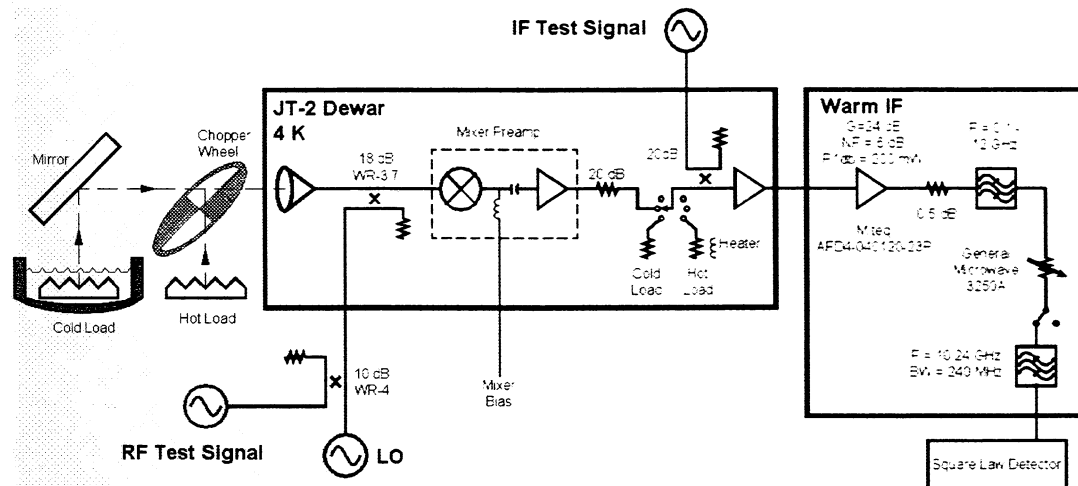 IF Test Signal
JT-2 Dewar
4 K
Mixer Preamp
18 dB
WR-3.7
20 dB
20 dB
Cold
Load
Hot
Load
Heater
Mirror
Chopper
Wheel
Cold Load
Hot Load
10 dB
WR-4
Mixer
Bias
RF Test Signal
LO
Warm IF
G=24 dB
NF = 6 dB
12 GHz
0.5 dB
Miteq
General
Microwave
3250A
F = 10.24 GHz
BW = 240 MHz
Square Law Detector